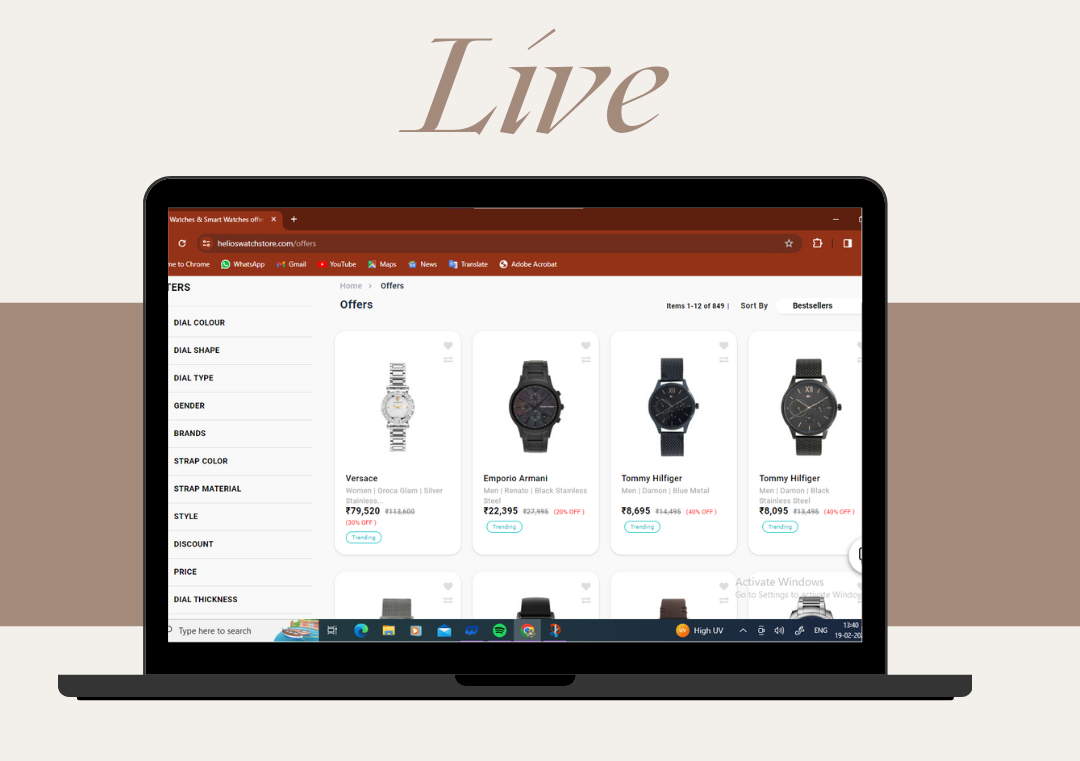 Live
Watches & Smart Watches offe
helioswatchstore.com/offers
me to Chrome WhatsApp Gmail YouTube Maps News Translate Adobe Acrobat
TERS
Home > Offers
Offers
Items 1-12 of 849 | Sort By Bestsellers
DIAL COLOUR
DIAL SHAPE
DIAL TYPE
GENDER
BRANDS
STRAP COLOR
STRAP MATERIAL
STYLE
DISCOUNT
PRICE
DIAL THICKNESS
Versace
Women | Greca Glam | Silver
Stainless...
₹79,520 ₹113,600
(30% OFF )
Trending
Emporio Armani
Men | Renato | Black Stainless
Steel
₹22,395 ₹27,995 (20% OFF )
Trending
Tommy Hilfiger
Men | Damon | Blue Metal
₹8,695 ₹14,495 (40% OFF )
Trending
Tommy Hilfiger
Men | Damon | Black
Stainless Steel
₹8,095 ₹13,495 (40% OFF )
Trending
Activate Windows
Go to Settings to activate Window
Type here to search
High UV
ENG
13:40
19-02-20